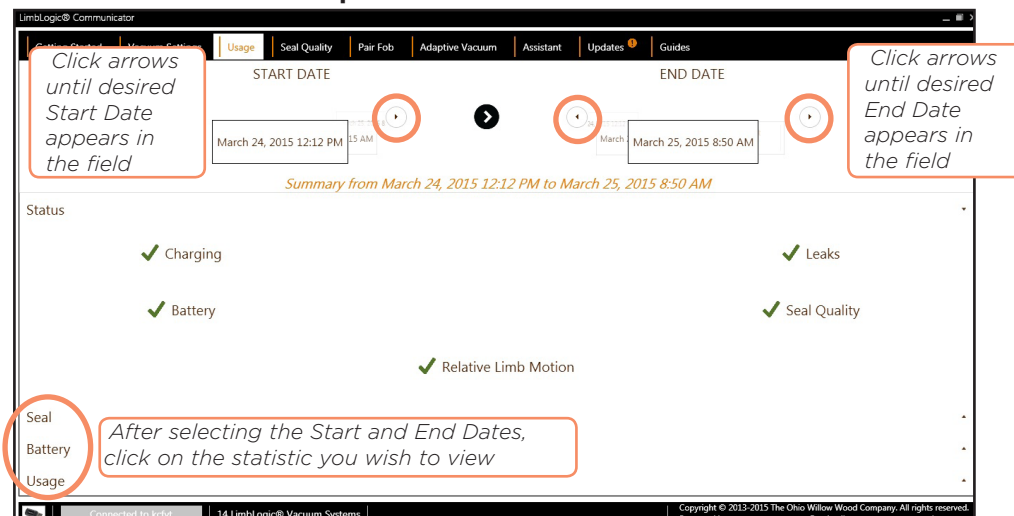 LimbLogic® Communicator
Usage
Seal Quality
Pair Fob
Adaptive Vacuum
Assistant
Updates
Guides
Click arrows
until desired
Start Date
appears in
the field
START DATE
March 24, 2015 12:12 PM
15 AM
END DATE
March
March 25, 2015 8:50 AM
Click arrows
until desired
End Date
appears in
the field
Summary from March 24, 2015 12:12 PM to March 25, 2015 8:50 AM
Status
Charging
Leaks
Battery
Seal Quality
Relative Limb Motion
Seal
Battery
Usage
After selecting the Start and End Dates,
click on the statistic you wish to view
Connected to
14 LimbLogic® Vacuum Systems
Copyright © 2013-2015 The Ohio Willow Wood Company. All rights reserved.